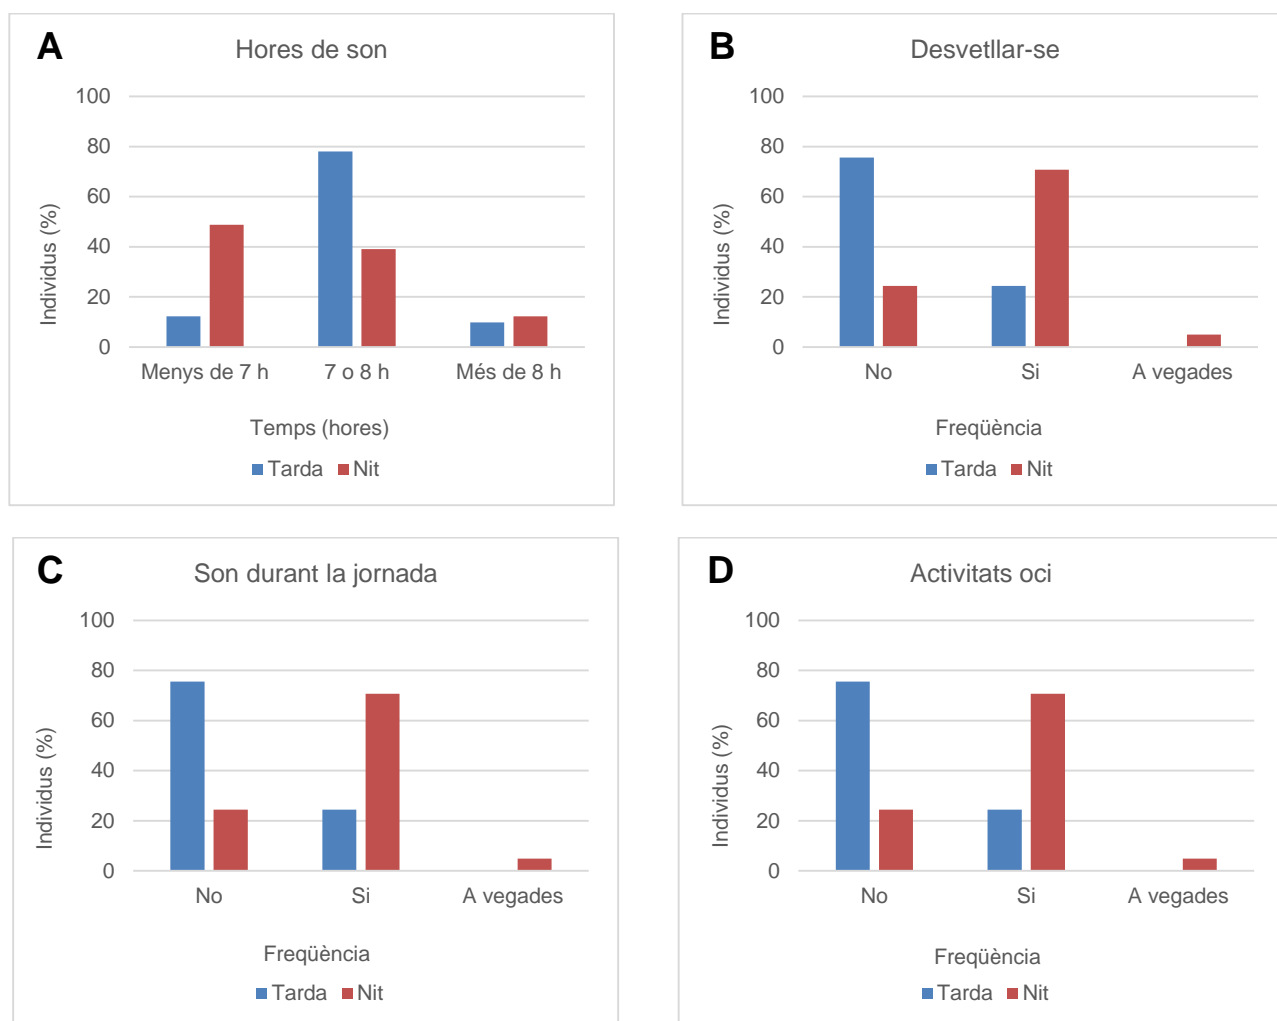 A
Hores de son
100
80
60
40
20
0
Individus (%)
Menys de 7 h
7 o 8 h
Més de 8 h
Temps (hores)
Tarda Nit
B
Desvetllar-se
100
80
60
40
20
0
Individus (%)
No
Si
A vegades
Freqüència
Tarda Nit
C
Son durant la jornada
100
80
60
40
20
0
Individus (%)
No
Si
A vegades
Freqüència
Tarda Nit
D
Activitats oci
100
80
60
40
20
0
Individus (%)
No
Si
A vegades
Freqüència
Tarda Nit